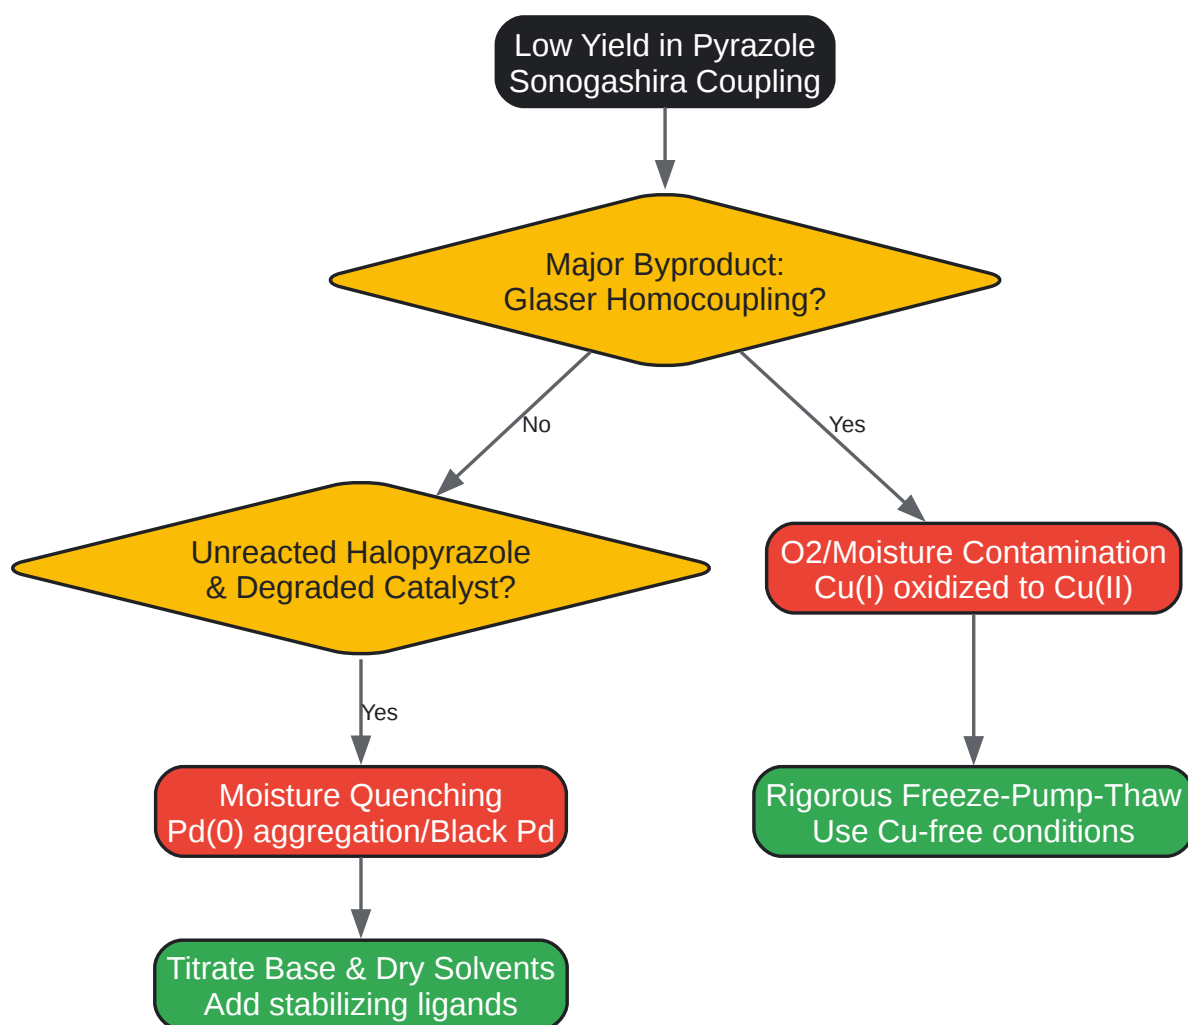 Low Yield in Pyrazole
Sonogashira Coupling
Major Byproduct:
Glaser Homocoupling?
No
Yes
Unreacted Halopyrazole
& Degraded Catalyst?
O2/Moisture Contamination
Cu(I) oxidized to Cu(II)
Yes
Moisture Quenching
Pd(0) aggregation/Black Pd
Rigorous Freeze-Pump-Thaw
Use Cu-free conditions
Titrate Base & Dry Solvents
Add stabilizing ligands